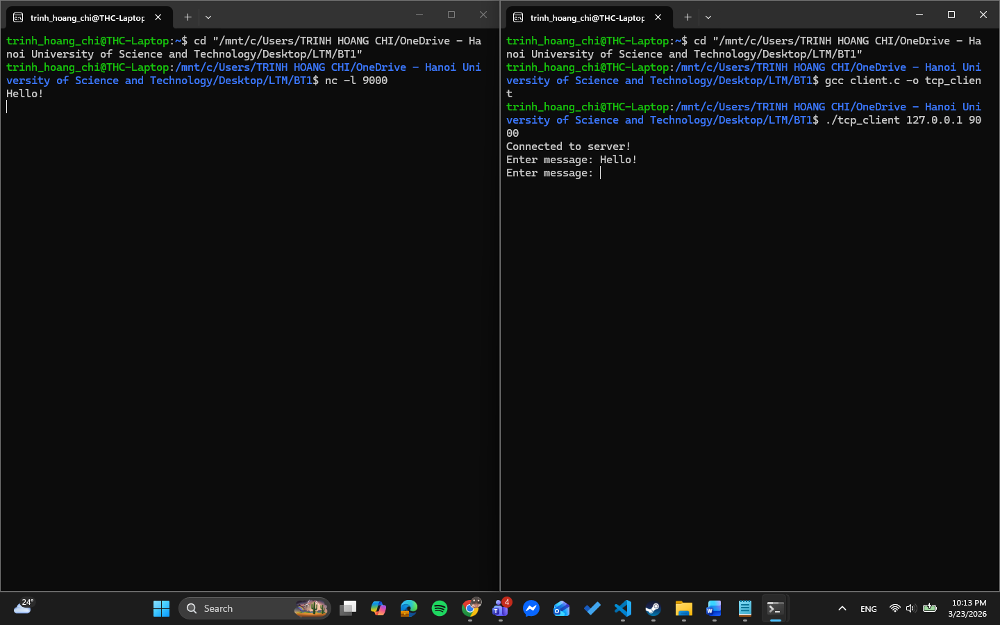 trinh_hoang_chi@THC-Laptop
trinh_hoang_chi@THC-Laptop:~$ cd "/mnt/c/Users/TRINH HOANG CHI/OneDrive - Ha
noi University of Science and Technology/Desktop/LTM/BT1"
trinh_hoang_chi@THC-Laptop:/mnt/c/Users/TRINH HOANG CHI/OneDrive - Hanoi Uni
versity of Science and Technology/Desktop/LTM/BT1$ nc -l 9000
Hello!
trinh_hoang_chi@THC-Laptop
trinh_hoang_chi@THC-Laptop:~$ cd "/mnt/c/Users/TRINH HOANG CHI/OneDrive - Ha
noi University of Science and Technology/Desktop/LTM/BT1"
trinh_hoang_chi@THC-Laptop:/mnt/c/Users/TRINH HOANG CHI/OneDrive - Hanoi Uni
versity of Science and Technology/Desktop/LTM/BT1$ gcc client.c -o tcp_clien
t
trinh_hoang_chi@THC-Laptop:/mnt/c/Users/TRINH HOANG CHI/OneDrive - Hanoi Uni
versity of Science and Technology/Desktop/LTM/BT1$ ./tcp_client 127.0.0.1 90
00
Connected to server!
Enter message: Hello!
Enter message:
24°
Search
4
ENG
10:13 PM
3/23/2026